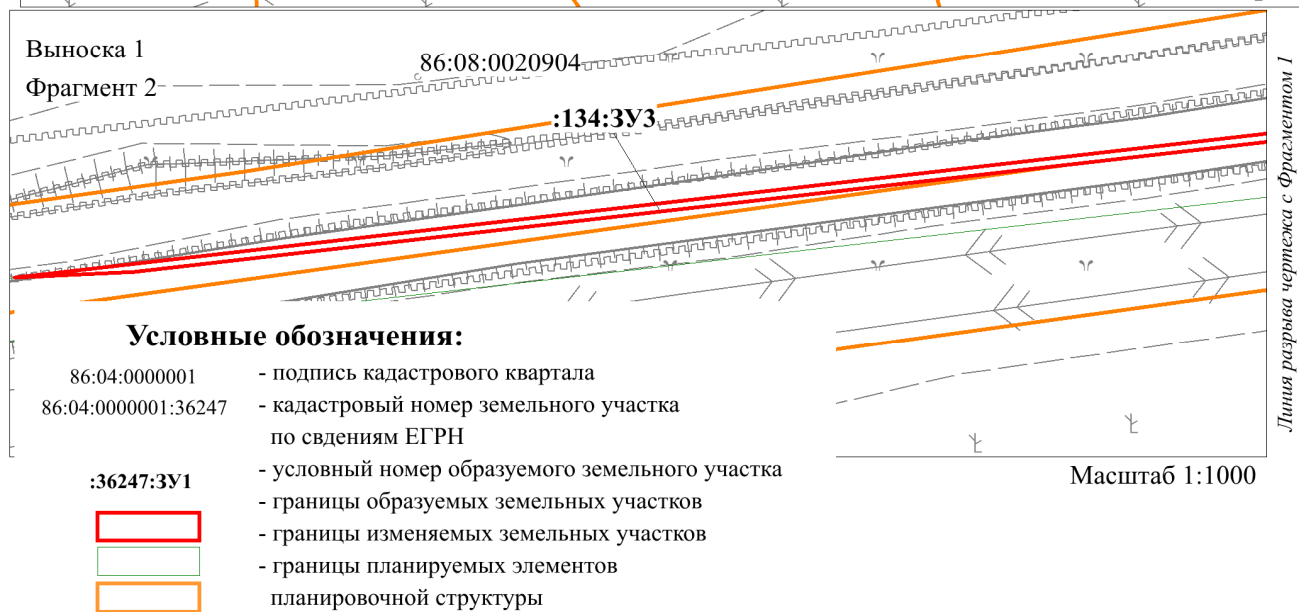 Выноска 1
Фрагмент 2
86:08:0020904
:134:ЗУ3
Линия разрыва чертежа с фрагментом 1
Условные обозначения:
86:04:0000001 - подпись кадастрового квартала
86:04:0000001:36247 - кадастровый номер земельного участка
по свдениям ЕГРН
:36247:ЗУ1 - условный номер образуемого земельного участка
- границы образуемых земельных участков
- границы изменяемых земельных участков
- границы планируемых элементов
планировочной структуры
Масштаб 1:1000